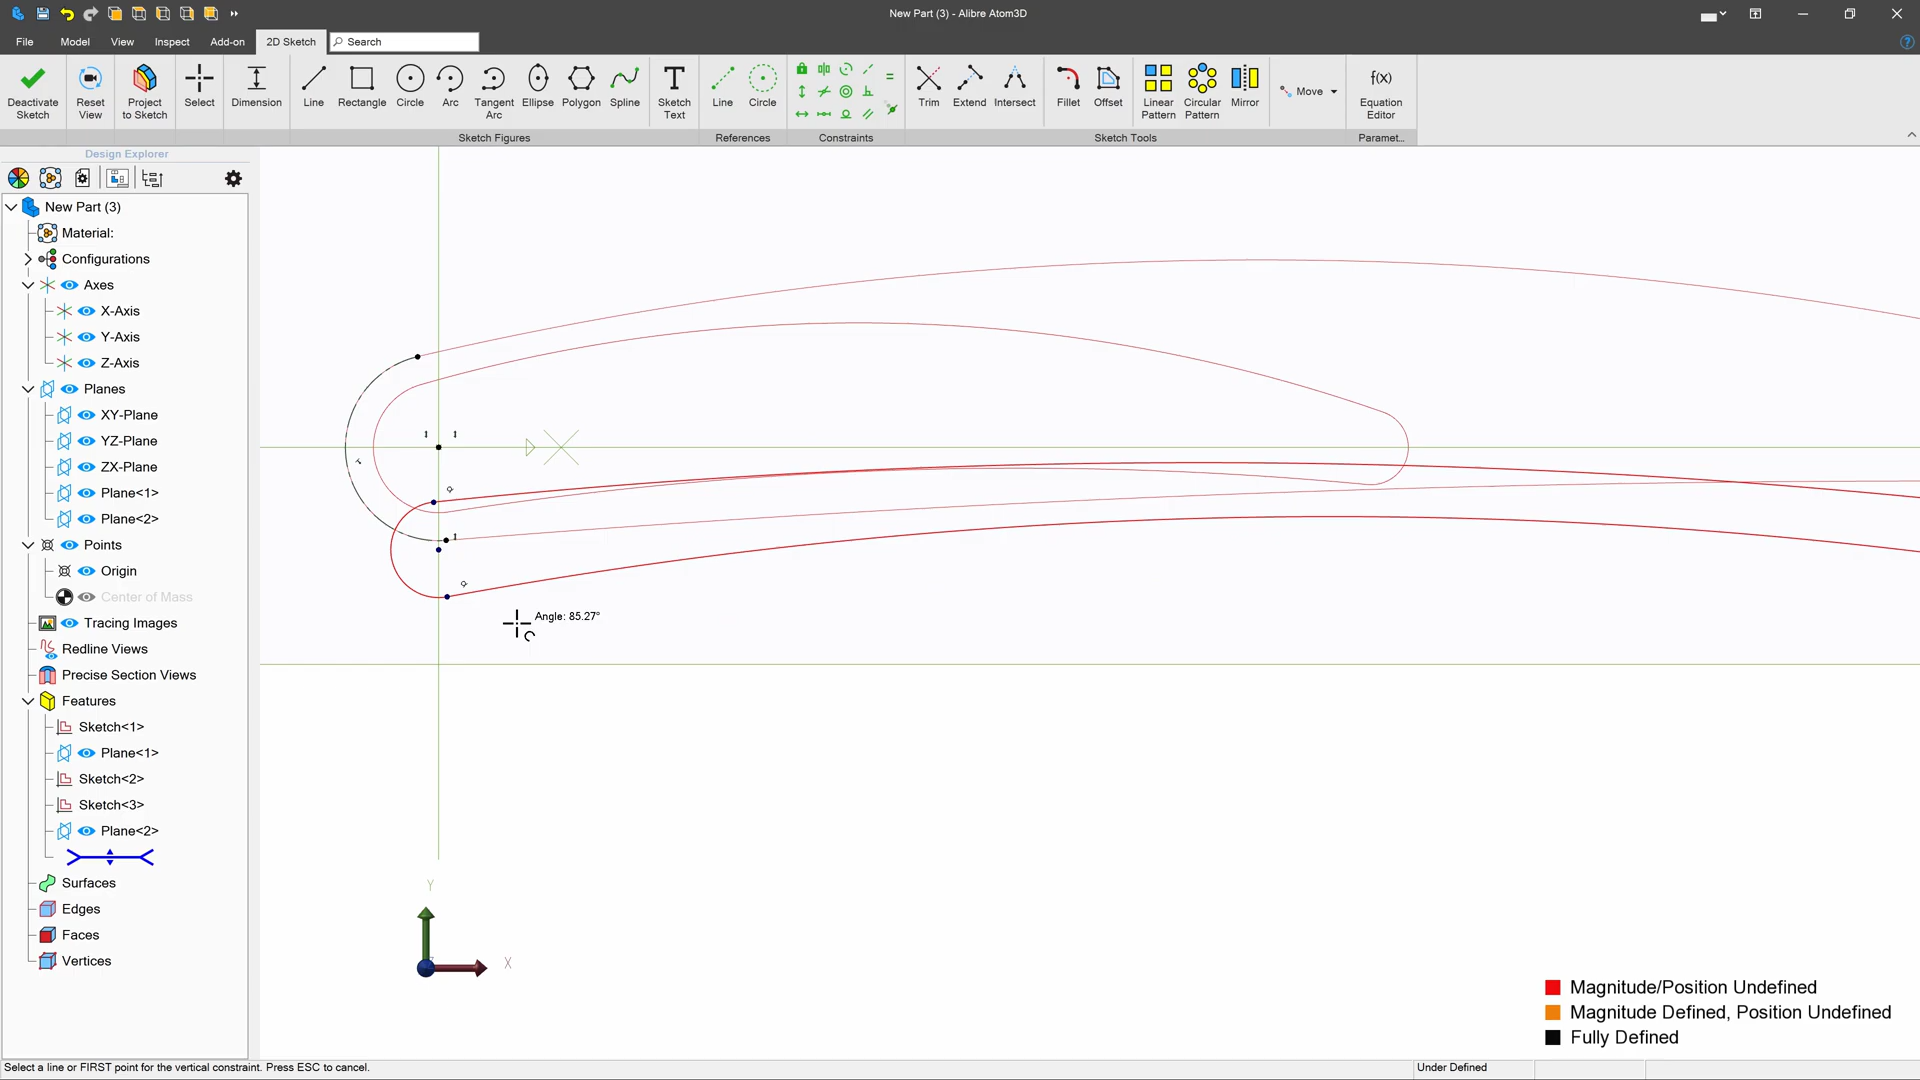 New Part (3) - Alibre Atom3D
File
Model
View
Inspect
Add-on
2D Sketch
Search
Deactivate
Sketch
Reset
View
Project
to Sketch
Select
Dimension
Line
Rectangle
Circle
Arc
Tangent
Arc
Ellipse
Polygon
Spline
Sketch
Text
Line
Circle
Trim
Extend
Intersect
Fillet
Offset
Linear
Pattern
Circular
Pattern
Mirror
Move
f(x)
Equation
Editor
Sketch Figures
References
Constraints
Sketch Tools
Paramet...
Design Explorer
New Part (3)
Material:
Configurations
Axes
X-Axis
Y-Axis
Z-Axis
Planes
XY-Plane
YZ-Plane
ZX-Plane
Plane<1>
Plane<2>
Points
Origin
Center of Mass
Tracing Images
Redline Views
Precise Section Views
Features
Sketch<1>
Plane<1>
Sketch<2>
Sketch<3>
Plane<2>
Surfaces
Edges
Faces
Vertices
Angle: 85.27°
Y
X
Magnitude/Position Undefined
Magnitude Defined, Position Undefined
Fully Defined
Select a line or FIRST point for the vertical constraint. Press ESC to cancel.
Under Defined